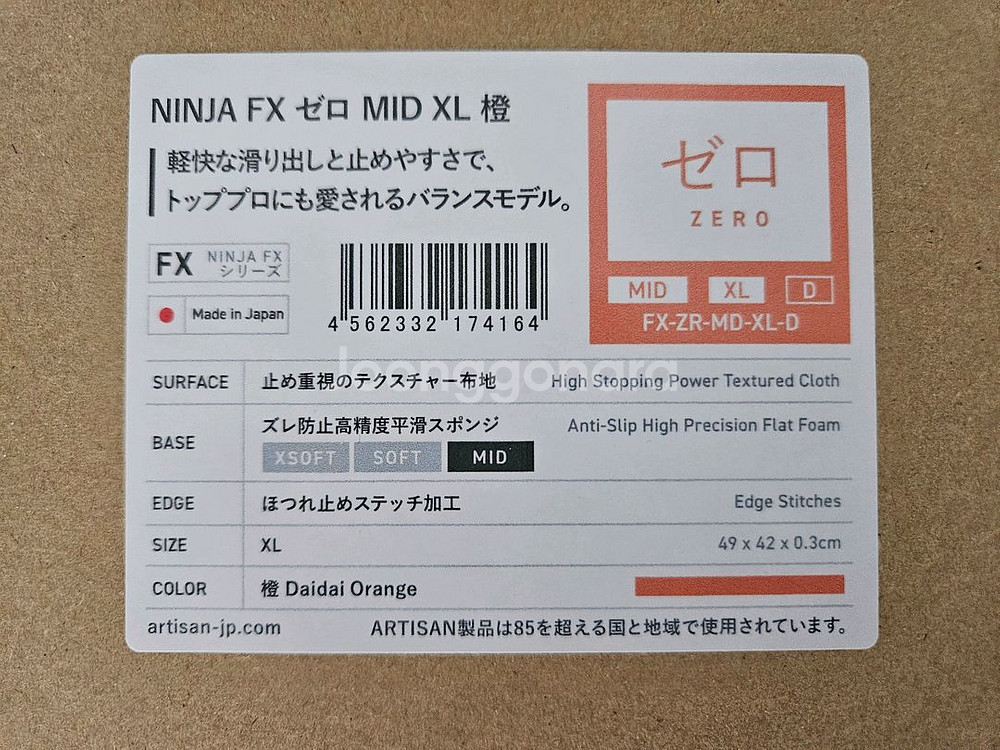 NINJA FX ゼロ MID XL 橙
軽快な滑り出しと止めやすさで、
トッププロにも愛されるバランスモデル。
FX NINJA FX シリーズ
Made in Japan
4 562332 174164
ゼロ
ZERO
MID XL D
FX-ZR-MD-XL-D
loonggonara
SURFACE 止め重視のテクスチャー布地 High Stopping Power Textured Cloth
BASE ズレ防止高精度平滑スポンジ Anti-Slip High Precision Flat Foam
XSOFT SOFT MID
EDGE ほつれ止めステッチ加工 Edge Stitches
SIZE XL 49 x 42 x 0.3cm
COLOR 橙 Daidai Orange
artisan-jp.com ARTISAN製品は85を超える国と地域で使用されています。